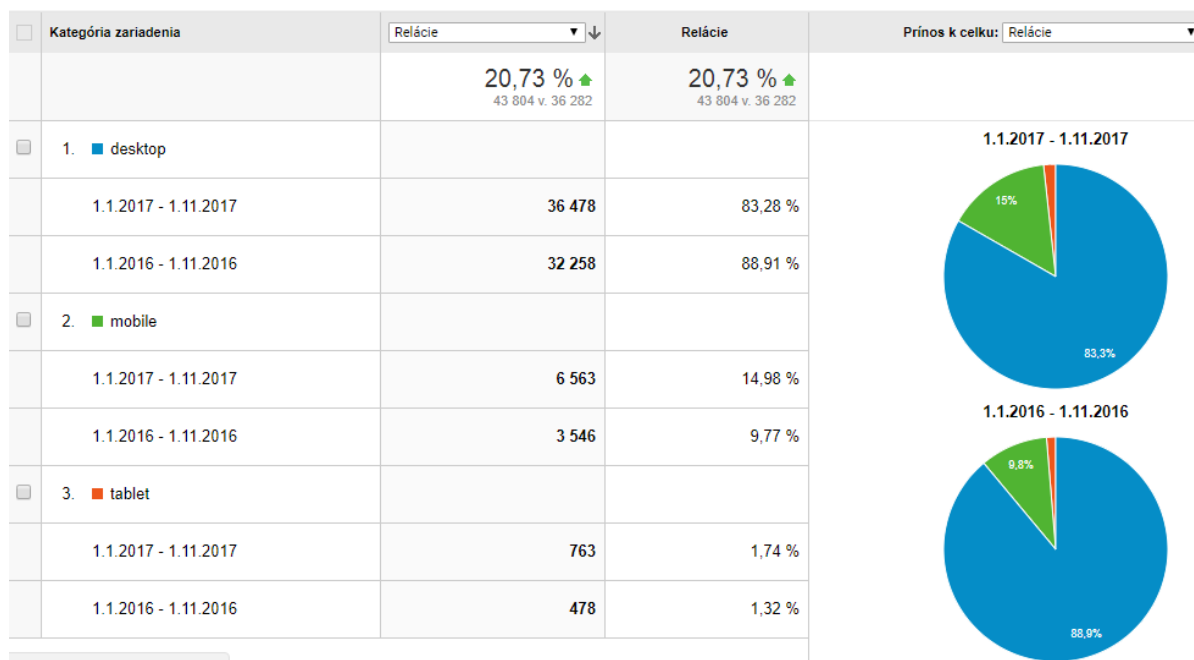 Kategória zariadenia Relácie Relácie Prínos k celku: Relácie
20,73 % 20,73 %
43 804 v. 36 282 43 804 v. 36 282
1. desktop
1.1.2017 - 1.11.2017 36 478 83,28 %
1.1.2016 - 1.11.2016 32 258 88,91 %
2. mobile
1.1.2017 - 1.11.2017 6 563 14,98 %
1.1.2016 - 1.11.2016 3 546 9,77 %
3. tablet
1.1.2017 - 1.11.2017 763 1,74 %
1.1.2016 - 1.11.2016 478 1,32 %
1.1.2017 - 1.11.2017
15%
83,3%
1.1.2016 - 1.11.2016
9,8%
88,9%